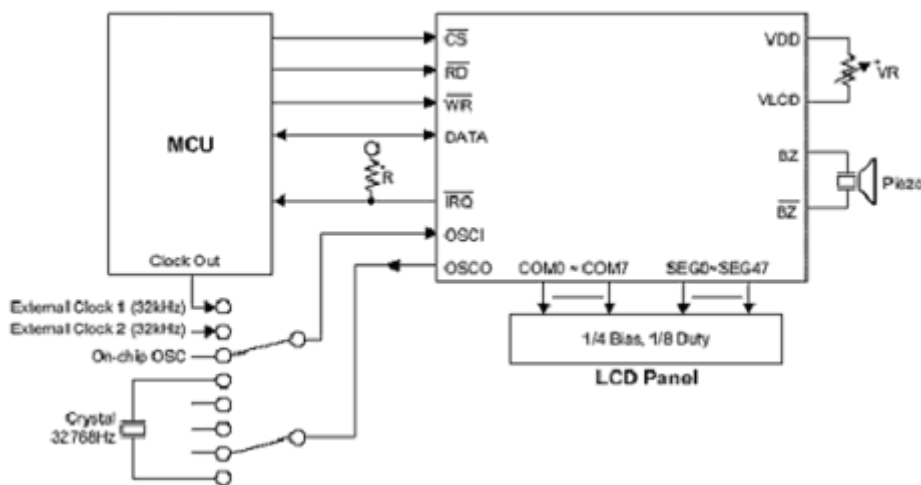 MCU
Clock Out
CS
RD
WR
DATA
IRQ
OSCI
OSCO
R
VDD
VLCD
VR
BZ
BZ
Piezo
COM0 ~ COM7
SEG0~SEG47
1/4 Bias, 1/8 Duty
LCD Panel
External Clock 1 (32kHz)
External Clock 2 (32kHz)
On-chip OSC
Crystal
32768Hz